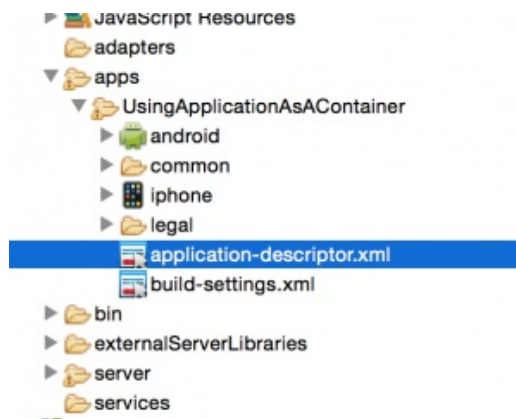 JavaScript Resources
adapters
apps
UsingApplicationAsAContainer
android
common
iphone
legal
application-descriptor.xml
build-settings.xml
bin
externalServerLibraries
server
services